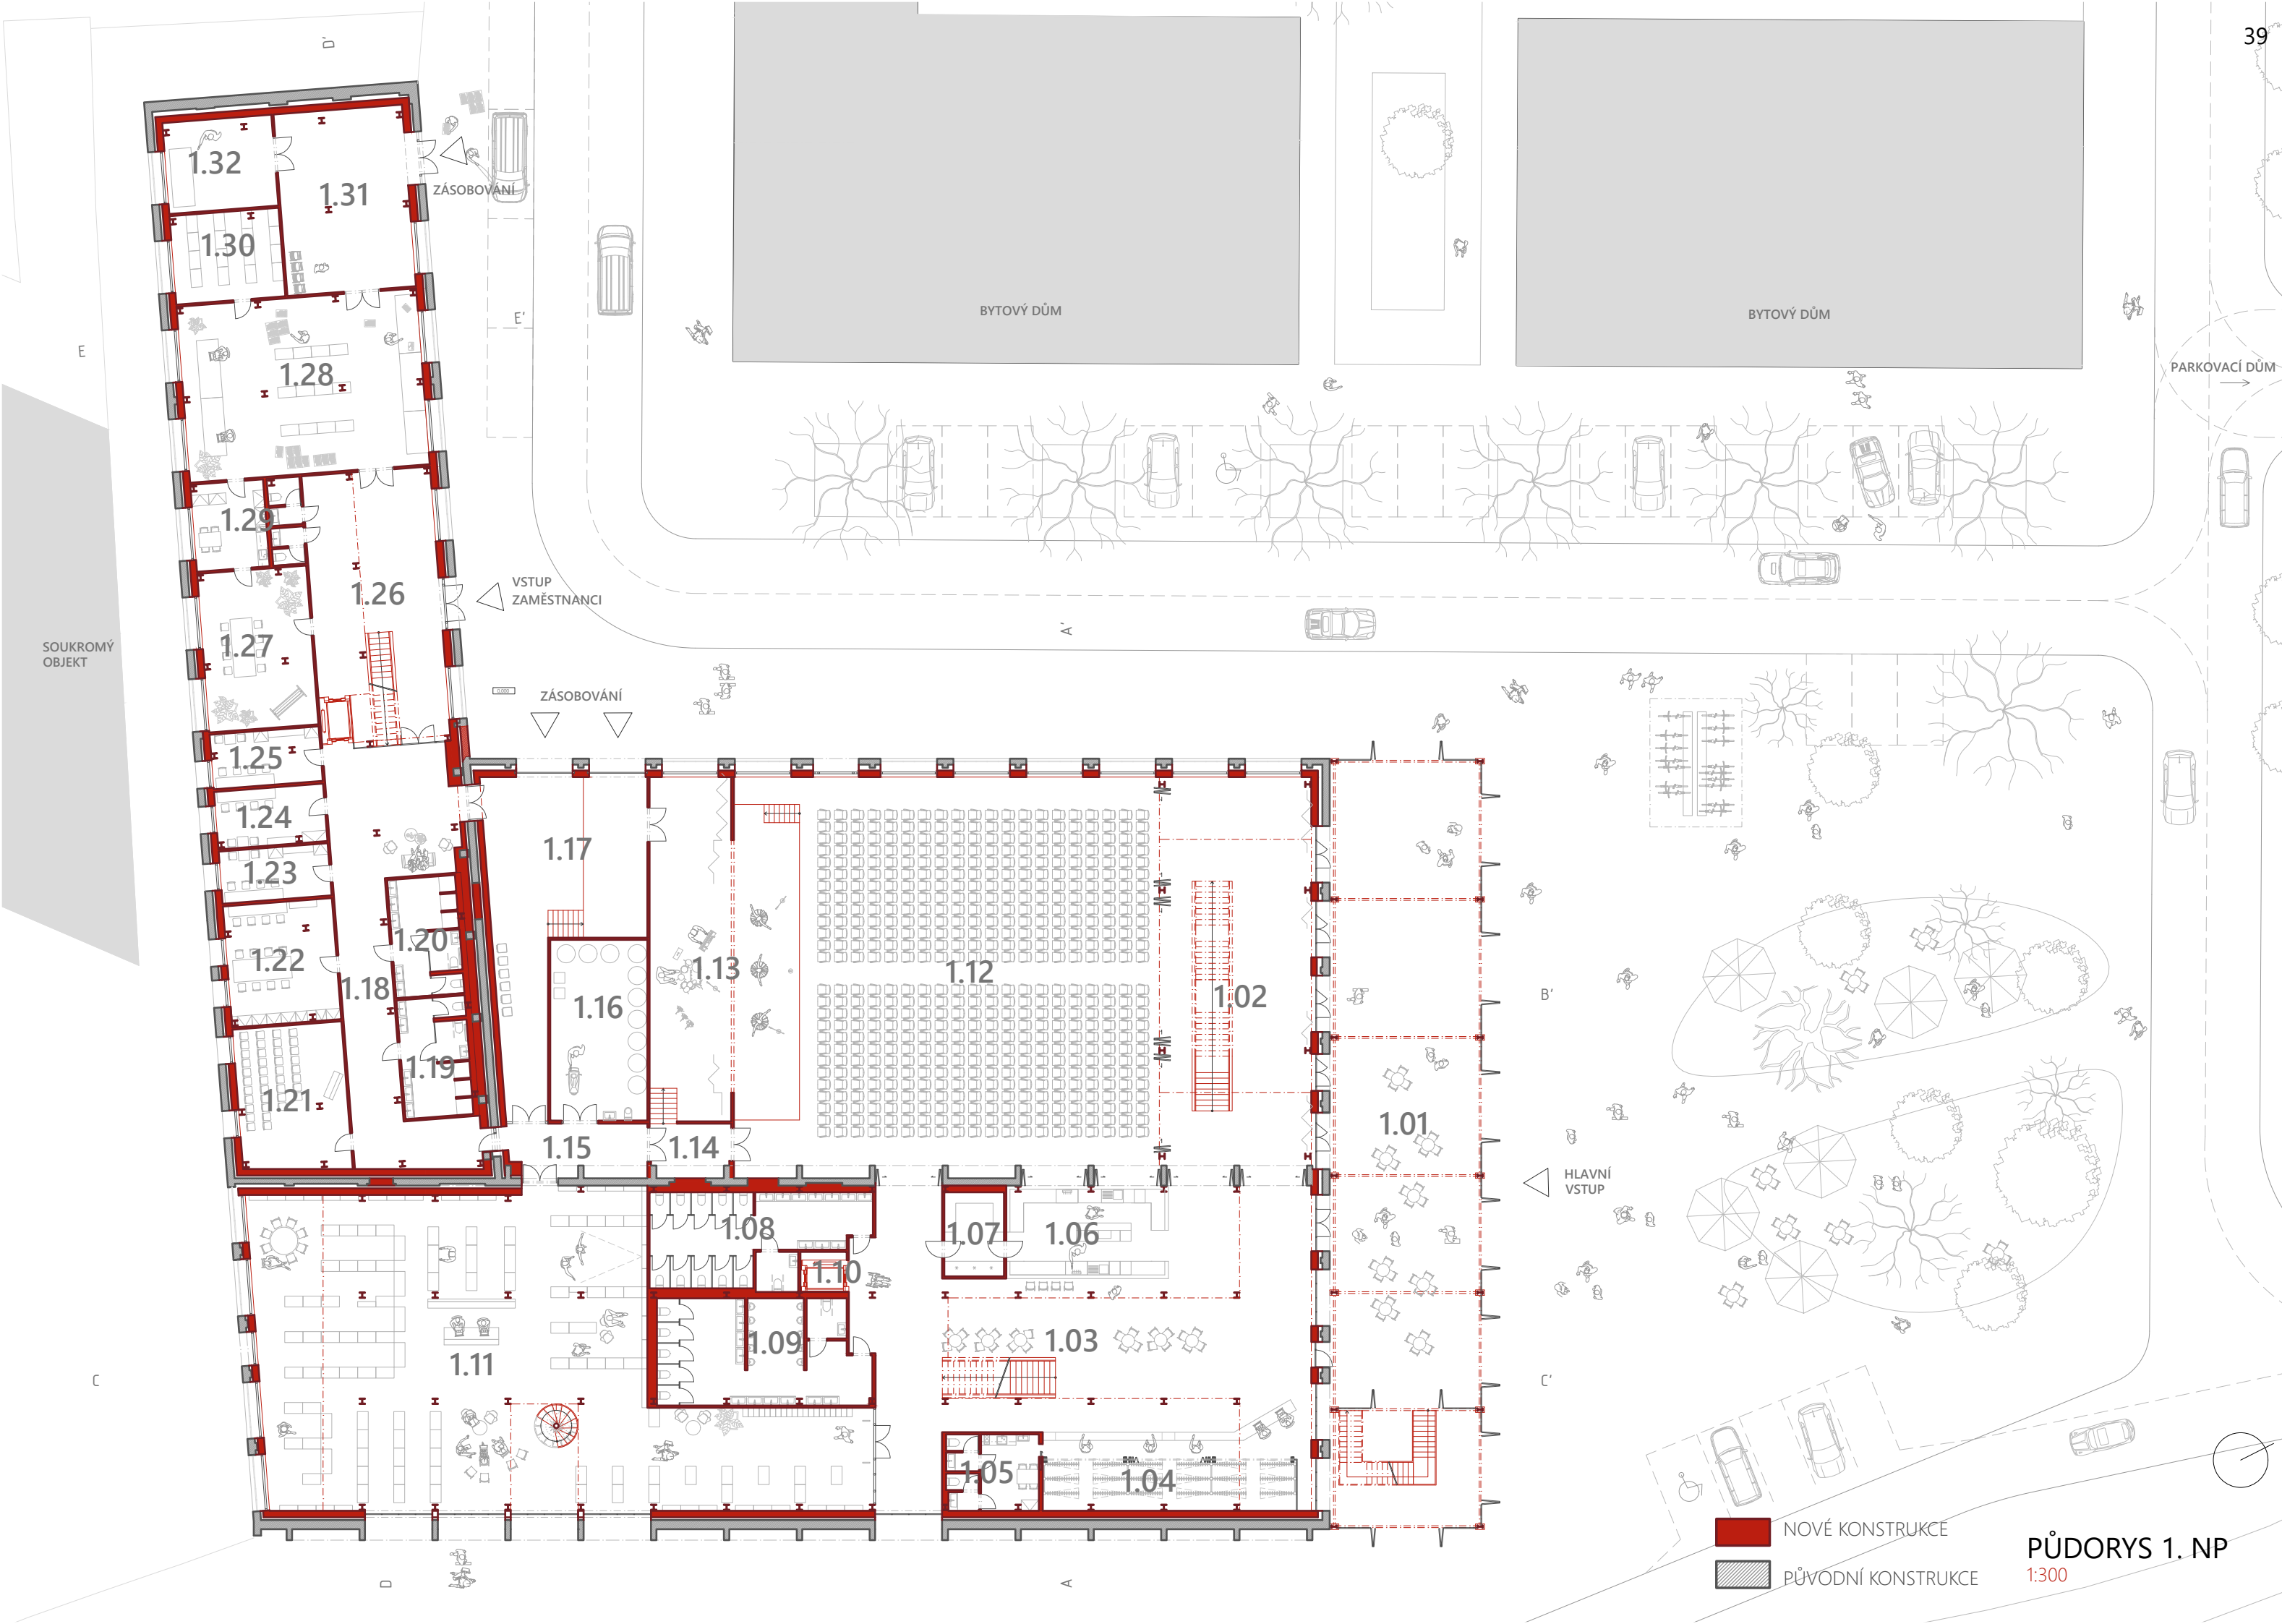 39
D'
1.32
1.31
ZÁSOBOVÁNÍ
1.30
E'
BYTOVÝ DŮM
BYTOVÝ DŮM
E
1.28
PARKOVACÍ DŮM
1.29
VSTUP
ZAMĚSTNANCI
1.26
A'
SOUKROMÝ
OBJEKT
1.27
ZÁSOBOVÁNÍ
1.25
1.24
1.17
1.23
1.20
1.22
1.18
1.13
1.12
1.02
B'
1.16
1.19
1.21
1.01
1.15
1.14
HLAVNÍ
VSTUP
1.08
1.07
1.06
1.10
1.09
1.03
1.11
C
C'
1.05
1.04
NOVÉ KONSTRUKCE
PŮVODNÍ KONSTRUKCE
PŮDORYS 1. NP
1:300
D
A